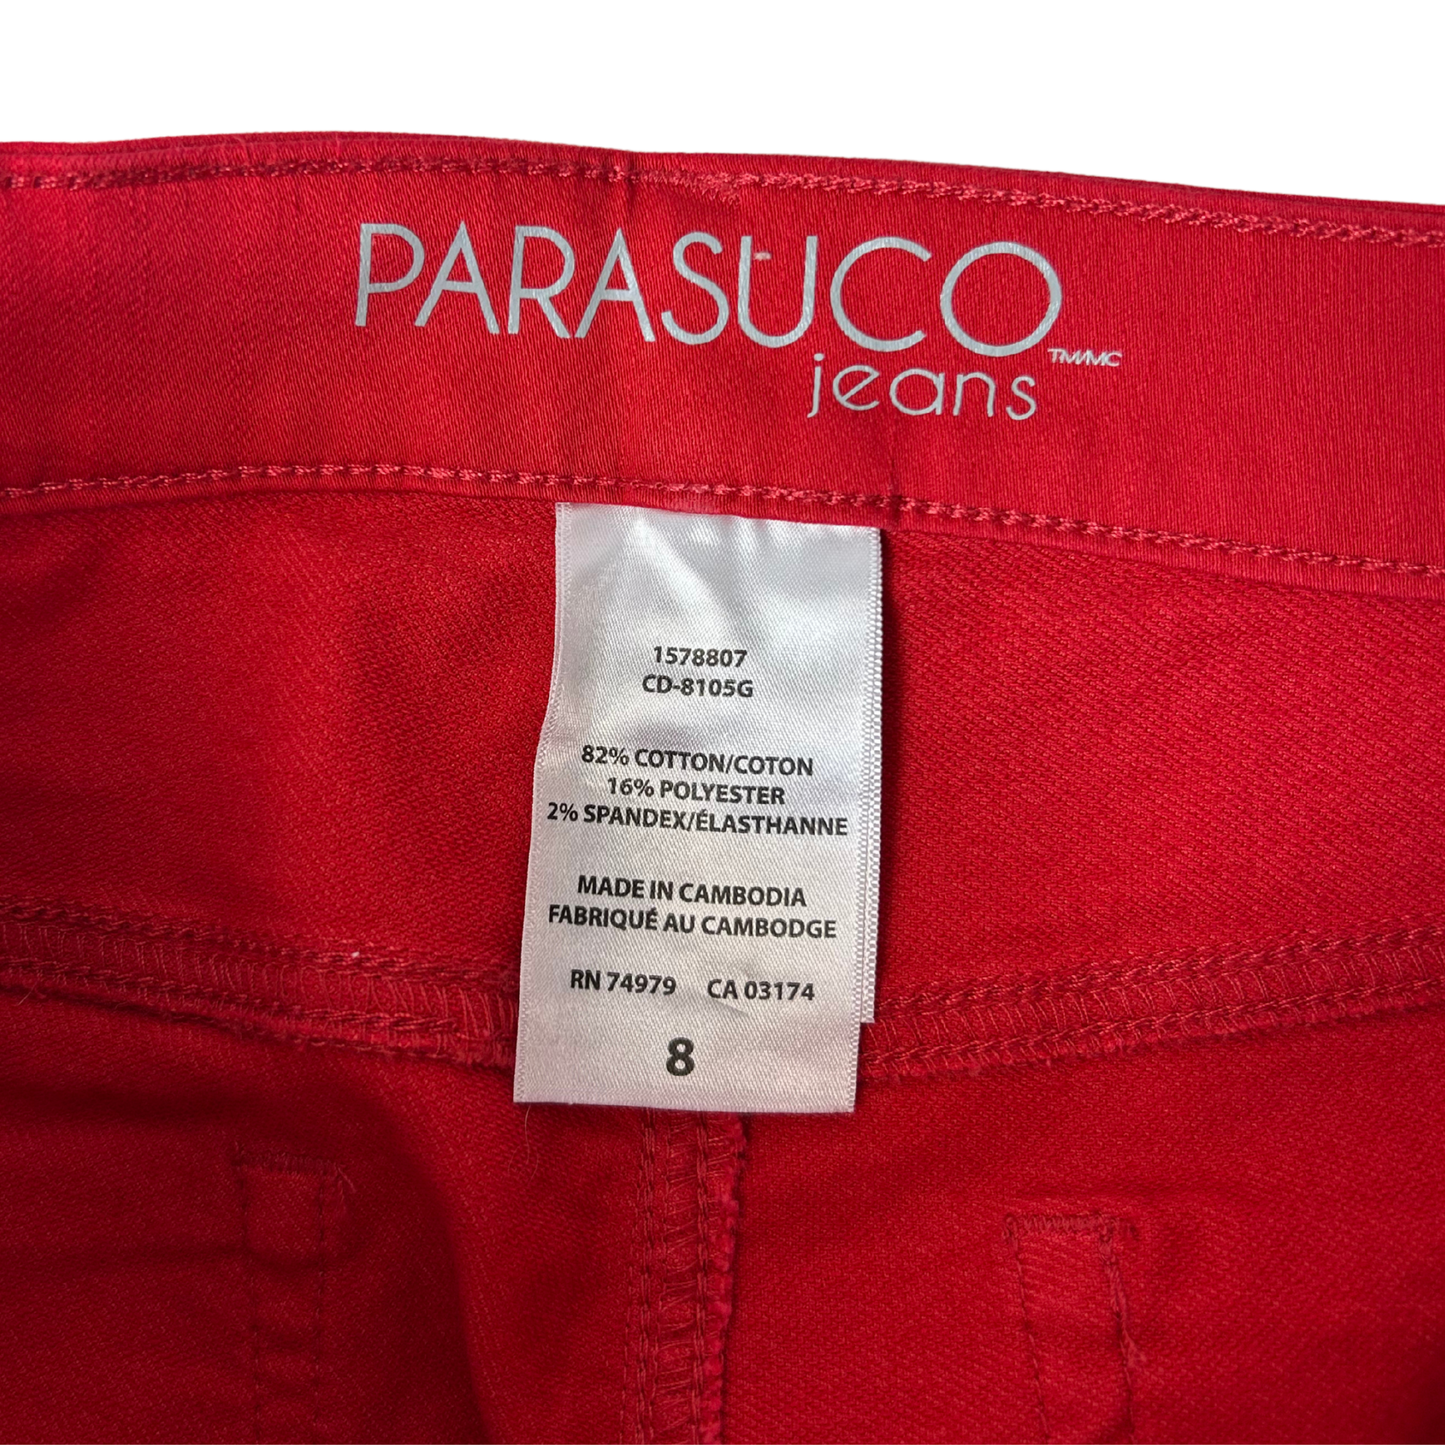 PARASUCO TM/MC
jeans
1578807
CD-8105G
82% COTTON/COTON
16% POLYESTER
2% SPANDEX/ÉLASTHANNE
MADE IN CAMBODIA
FABRIQUÉ AU CAMBODGE
RN 74979 CA 03174
8